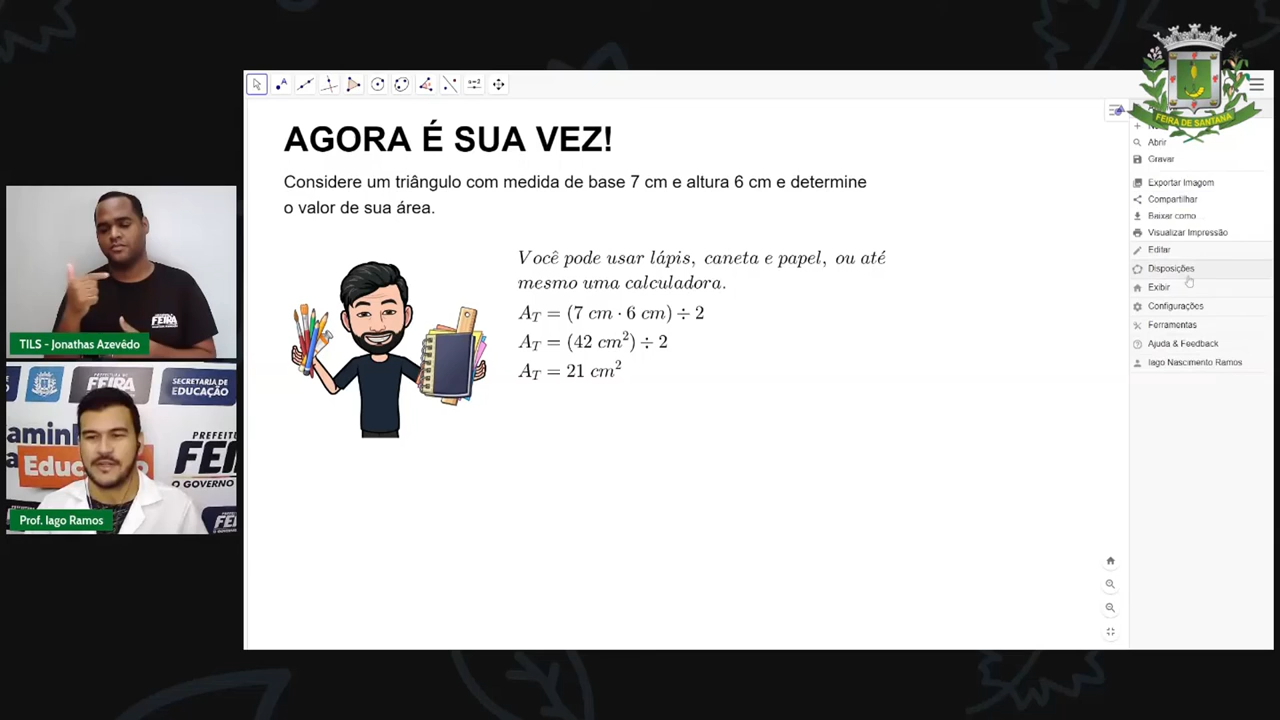 FEIRA DE SANTANA
a=2
Abrir
Gravar
Exportar Imagem
Compartilhar
Baixar como ...
Visualizar Impressão
Editar
Disposições
Exibir
Configurações
Ferramentas
Ajuda & Feedback
Iago Nascimento Ramos
AGORA É SUA VEZ!
Considere um triângulo com medida de base 7 cm e altura 6 cm e determine
o valor de sua área.
Você pode usar lápis, caneta e papel, ou até
mesmo uma calculadora.
A_T = (7 cm · 6 cm) ÷ 2
A_T = (42 cm²) ÷ 2
A_T = 21 cm²
FEIRA
TILS - Jonathas Azevêdo
PREFEITURA
FEIRA
SECRETARIA DE
EDUCAÇÃO
aminh
Educa
PREFEITU
FEI
O GOVERNO
Prof. Iago Ramos